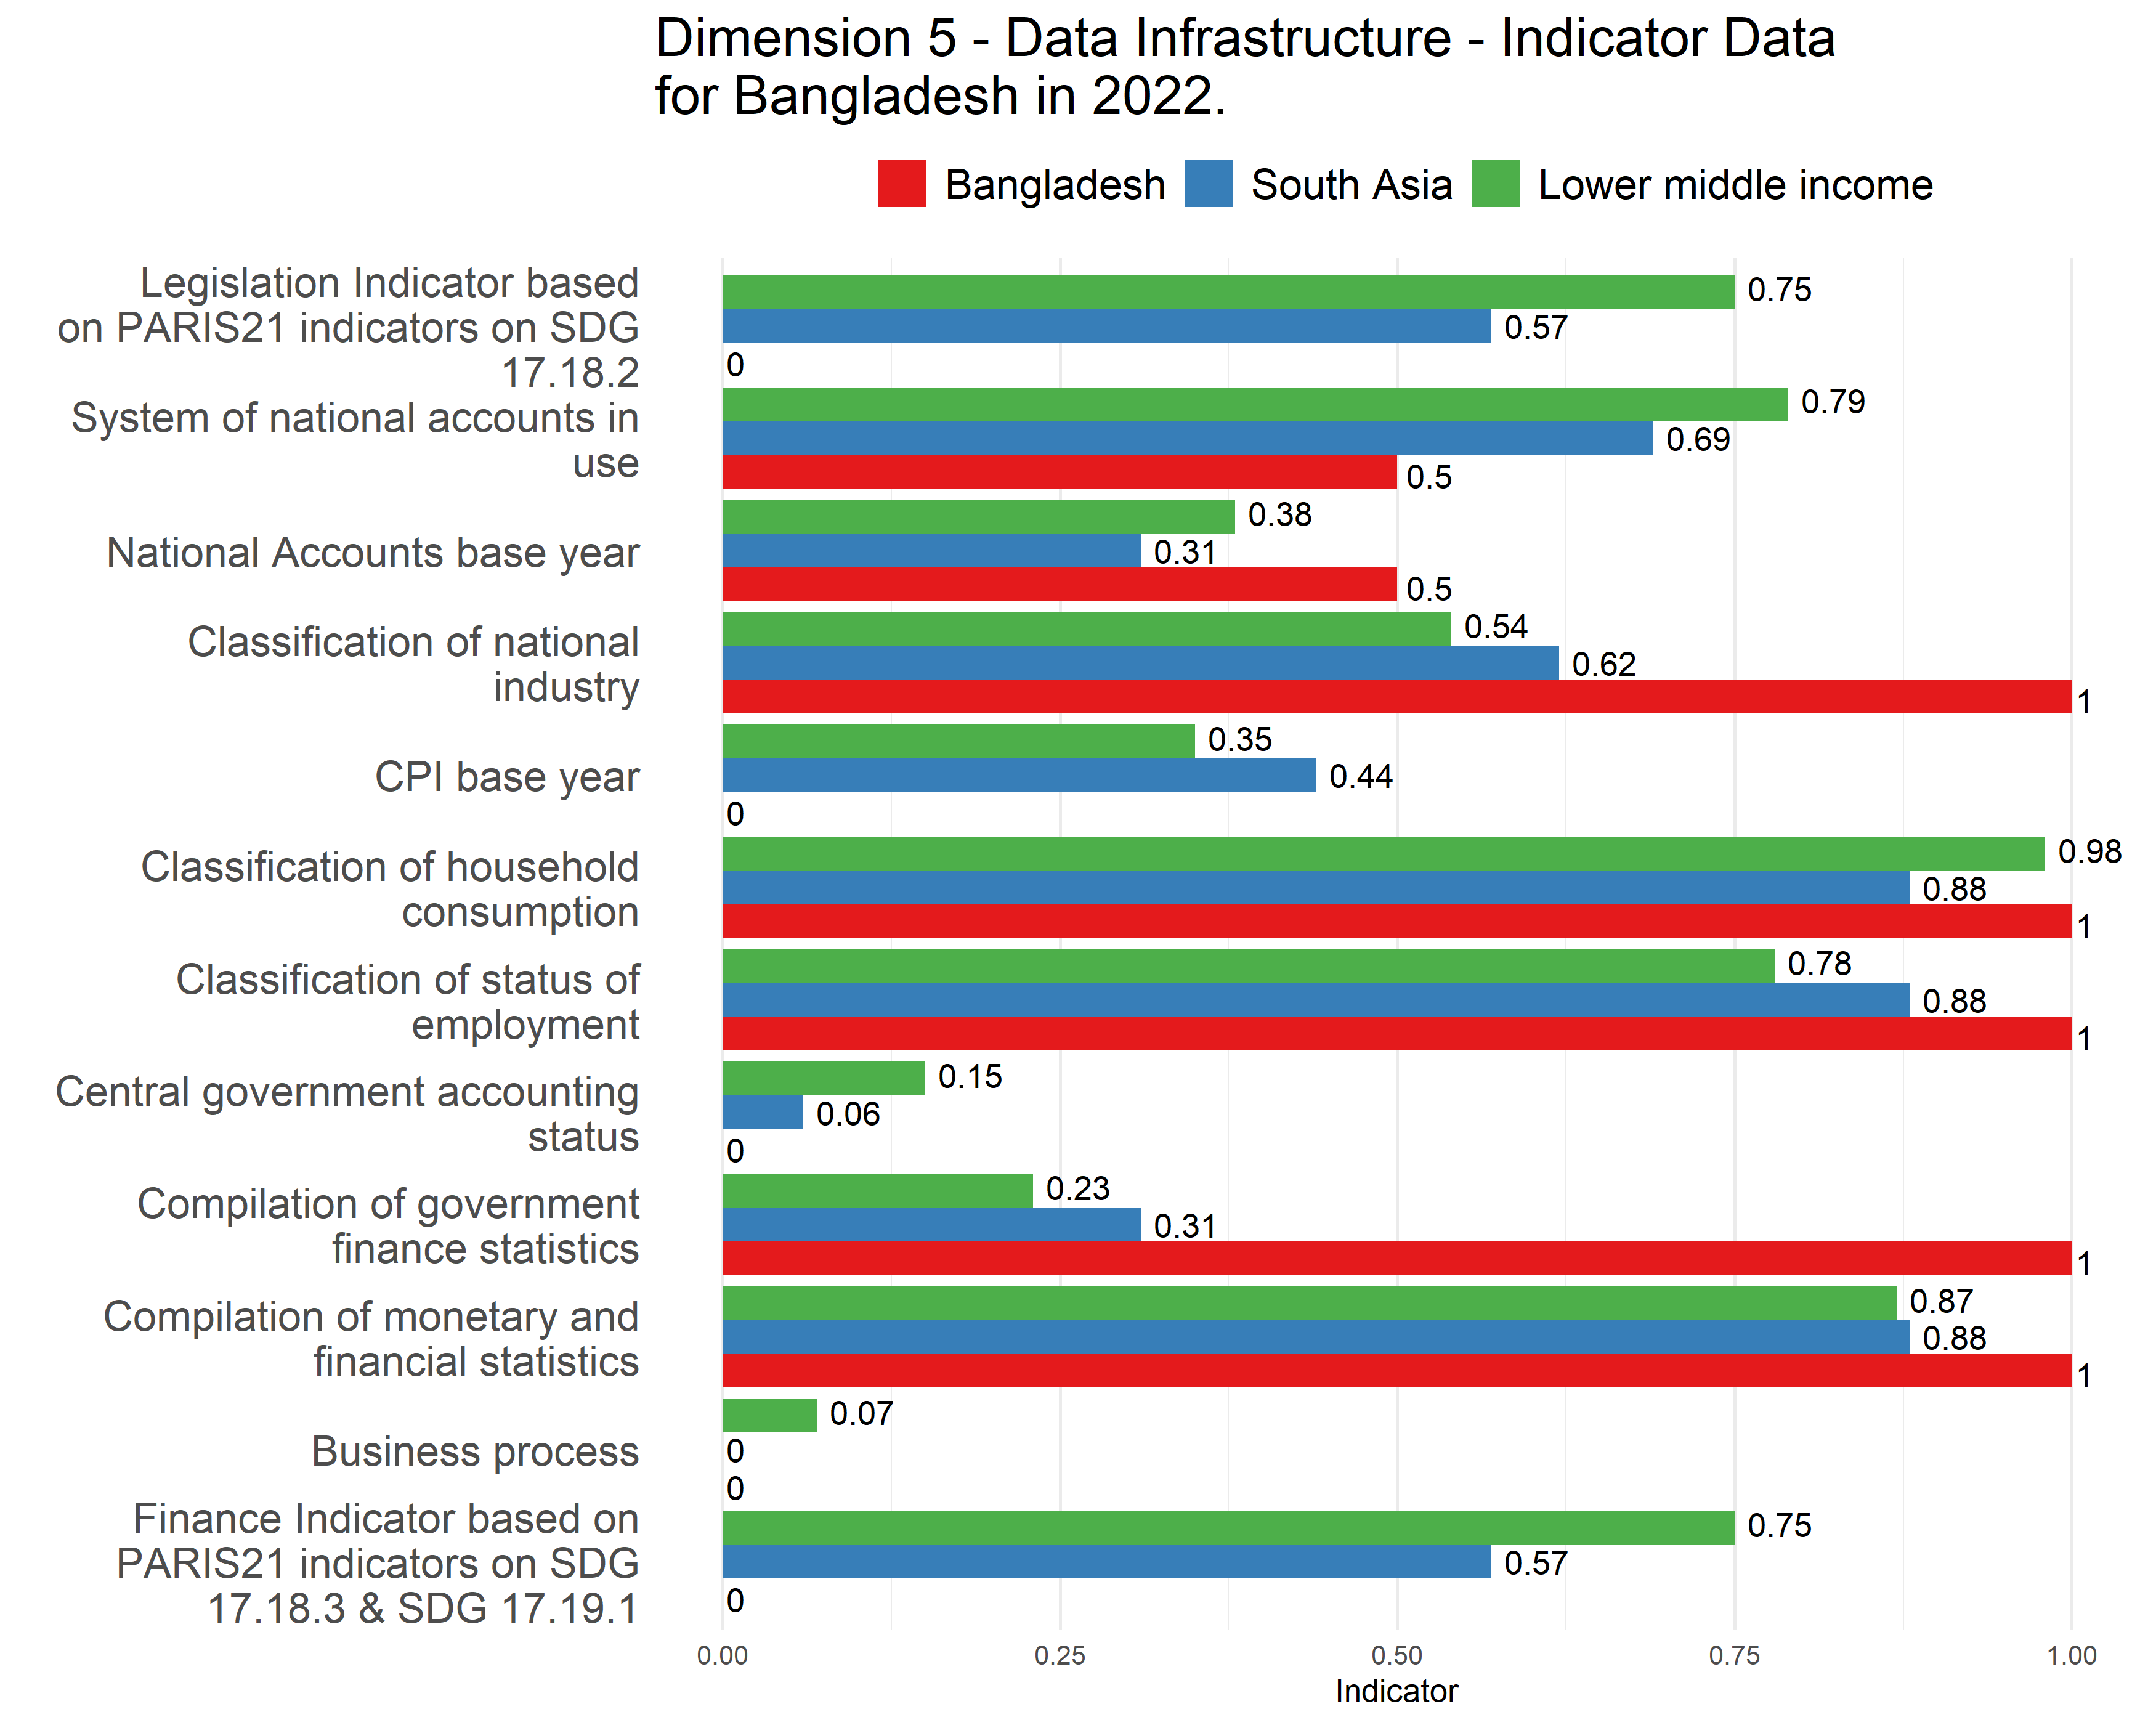 Dimension 5 - Data Infrastructure - Indicator Data
for Bangladesh in 2022.
Bangladesh South Asia Lower middle income
Legislation Indicator based
on PARIS21 indicators on SDG
17.18.2
0.75
0.57
0
System of national accounts in
use
0.79
0.69
0.5
National Accounts base year
0.38
0.31
0.5
Classification of national
industry
0.54
0.62
1
CPI base year
0.35
0.44
0
Classification of household
consumption
0.98
0.88
1
Classification of status of
employment
0.78
0.88
1
Central government accounting
status
0.15
0.06
0
Compilation of government
finance statistics
0.23
0.31
1
Compilation of monetary and
financial statistics
0.87
0.88
1
Business process
0.07
0
0
Finance Indicator based on
PARIS21 indicators on SDG
17.18.3 & SDG 17.19.1
0.75
0.57
0
0.00 0.25 0.50 0.75 1.00
Indicator